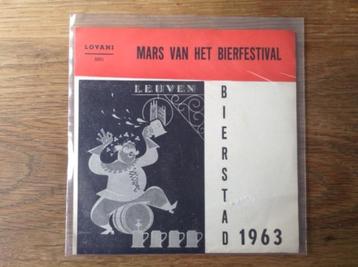 LOVANI
MARS VAN HET BIERFESTIVAL
LEUVEN
BIERSTAD
1963